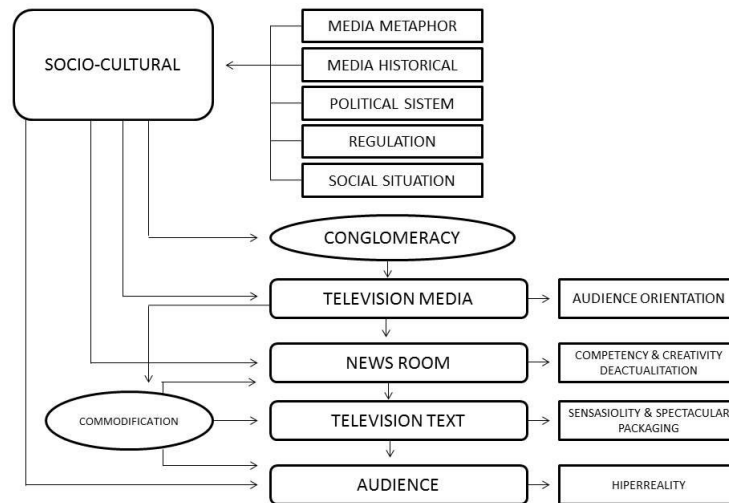 SOCIO-CULTURAL
MEDIA METAPHOR
MEDIA HISTORICAL
POLITICAL SISTEM
REGULATION
SOCIAL SITUATION
CONGLOMERACY
TELEVISION MEDIA
AUDIENCE ORIENTATION
NEWS ROOM
COMPETENCY & CREATIVITY
DEACTUALITATION
COMMODIFICATION
TELEVISION TEXT
SENSASIOLITY & SPECTACULAR
PACKAGING
AUDIENCE
HIPERREALITY